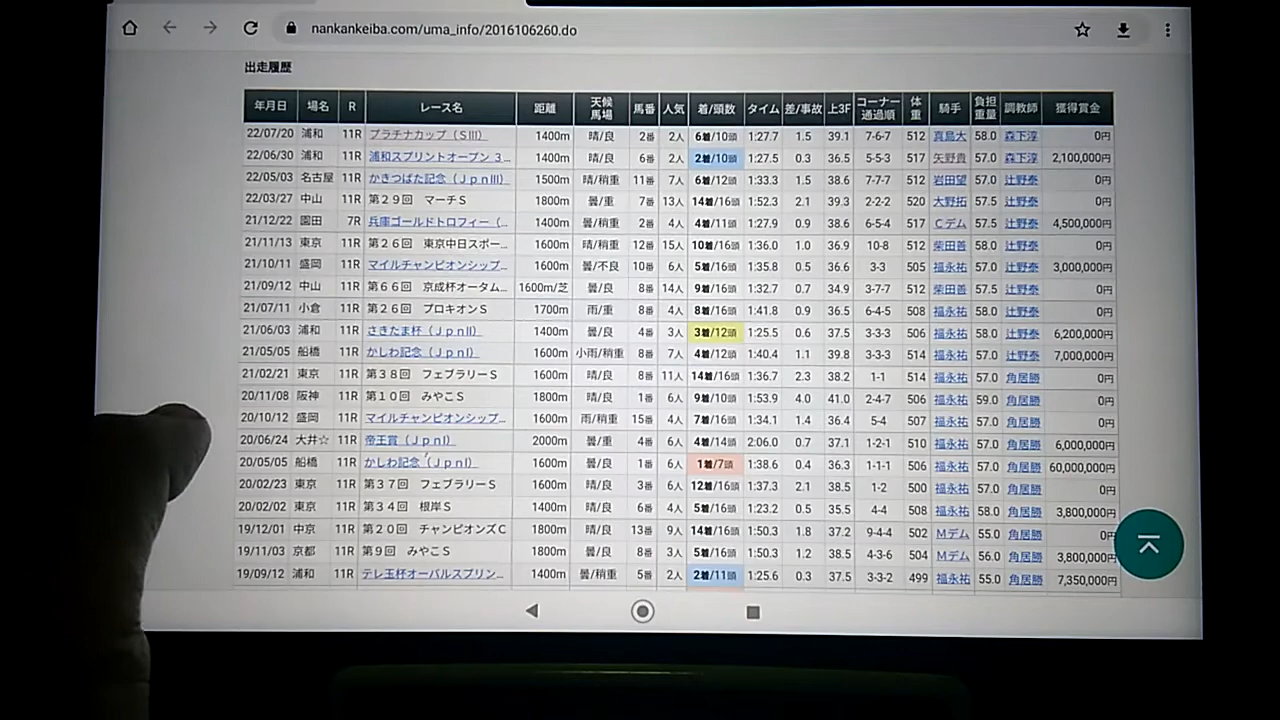 nankankeiba.com/uma_info/2016106260.do
出走履歴
年月日 場名 R レース名 距離 天候馬場 馬番 人気 着/頭数 タイム 差/事故 上3F コーナー通過順 体重 騎手 負担重量 調教師 獲得賞金
22/07/20 浦和 11R プラチナカップ（SⅢ） 1400m 晴/良 2番 2人 6着/10頭 1:27.7 1.5 39.1 7-6-7 512 真島大 58.0 森下淳 0円
22/06/30 浦和 11R 浦和スプリントオープン 3... 1400m 晴/良 6番 2人 2着/10頭 1:27.5 0.3 36.5 5-5-3 517 矢野貴 57.0 森下淳 2,100,000円
22/05/03 名古屋 11R かきつばた記念（ＪｐｎⅢ） 1500m 晴/稍重 11番 7人 6着/12頭 1:33.3 1.5 38.6 7-7-7 512 岩田望 57.0 辻野泰 0円
22/03/27 中山 11R 第２９回 マーチＳ 1800m 曇/重 7番 13人 14着/16頭 1:52.3 2.1 39.3 2-2-2 520 大野拓 57.5 辻野泰 0円
21/12/22 園田 7R 兵庫ゴールドトロフィー（... 1400m 曇/稍重 2番 4人 4着/11頭 1:27.9 0.9 38.6 6-5-4 517 Ｃデム 57.5 辻野泰 4,500,000円
21/11/13 東京 11R 第２６回 東京中日スポー... 1600m 晴/稍重 12番 15人 10着/16頭 1:36.0 1.0 36.9 10-8 512 柴田善 58.0 辻野泰 0円
21/10/11 盛岡 11R マイルチャンピオンシップ... 1600m 曇/不良 10番 6人 5着/16頭 1:35.8 0.5 36.6 3-3 505 福永祐 57.0 辻野泰 3,000,000円
21/09/12 中山 11R 第６６回 京成杯オータム... 1600m/芝 曇/良 8番 14人 9着/16頭 1:32.7 0.7 34.9 3-7-7 512 柴田善 57.5 辻野泰 0円
21/07/11 小倉 11R 第２６回 プロキオンＳ 1700m 雨/重 8番 4人 8着/16頭 1:41.8 0.9 36.5 6-4-5 508 福永祐 58.0 辻野泰 0円
21/06/03 浦和 11R さきたま杯（ＪｐｎⅡ） 1400m 曇/良 4番 3人 3着/12頭 1:25.5 0.6 37.5 3-3-3 506 福永祐 58.0 辻野泰 6,200,000円
21/05/05 船橋 11R かしわ記念（ＪｐｎⅠ） 1600m 小雨/稍重 8番 7人 4着/12頭 1:40.4 1.1 39.8 3-3-3 514 福永祐 57.0 辻野泰 7,000,000円
21/02/21 東京 11R 第３８回 フェブラリーＳ 1600m 晴/良 8番 11人 14着/16頭 1:36.7 2.3 38.2 1-1 514 福永祐 57.0 角居勝 0円
20/11/08 阪神 11R 第１０回 みやこＳ 1800m 晴/良 1番 6人 9着/10頭 1:53.9 4.0 41.0 2-4-7 506 福永祐 59.0 角居勝 0円
20/10/12 盛岡 11R マイルチャンピオンシップ... 1600m 雨/稍重 15番 4人 7着/16頭 1:34.1 1.4 36.4 5-4 507 福永祐 57.0 角居勝 0円
20/06/24 大井☆ 11R 帝王賞（ＪｐｎⅠ） 2000m 曇/重 4番 6人 4着/14頭 2:06.0 0.7 37.1 1-2-1 510 福永祐 57.0 角居勝 6,000,000円
20/05/05 船橋 11R かしわ記念（ＪｐｎⅠ） 1600m 曇/良 1番 6人 1着/7頭 1:38.6 0.4 36.3 1-1-1 506 福永祐 57.0 角居勝 60,000,000円
20/02/23 東京 11R 第３７回 フェブラリーＳ 1600m 晴/良 3番 6人 12着/16頭 1:37.3 2.1 38.5 1-2 500 福永祐 57.0 角居勝 0円
20/02/02 東京 11R 第３４回 根岸Ｓ 1400m 晴/良 6番 4人 5着/16頭 1:23.2 0.5 35.5 4-4 508 福永祐 58.0 角居勝 3,800,000円
19/12/01 中京 11R 第２０回 チャンピオンズＣ 1800m 晴/良 13番 9人 14着/16頭 1:50.3 1.8 37.2 9-4-4 502 Ｍデム 55.0 角居勝 0円
19/11/03 京都 11R 第９回 みやこＳ 1800m 曇/良 8番 3人 5着/16頭 1:50.3 1.2 38.5 4-3-6 504 Ｍデム 56.0 角居勝 3,800,000円
19/09/12 浦和 11R テレ玉杯オーバルスプリン... 1400m 曇/稍重 5番 2人 2着/11頭 1:25.6 0.3 37.5 3-3-2 499 福永祐 55.0 角居勝 7,350,000円